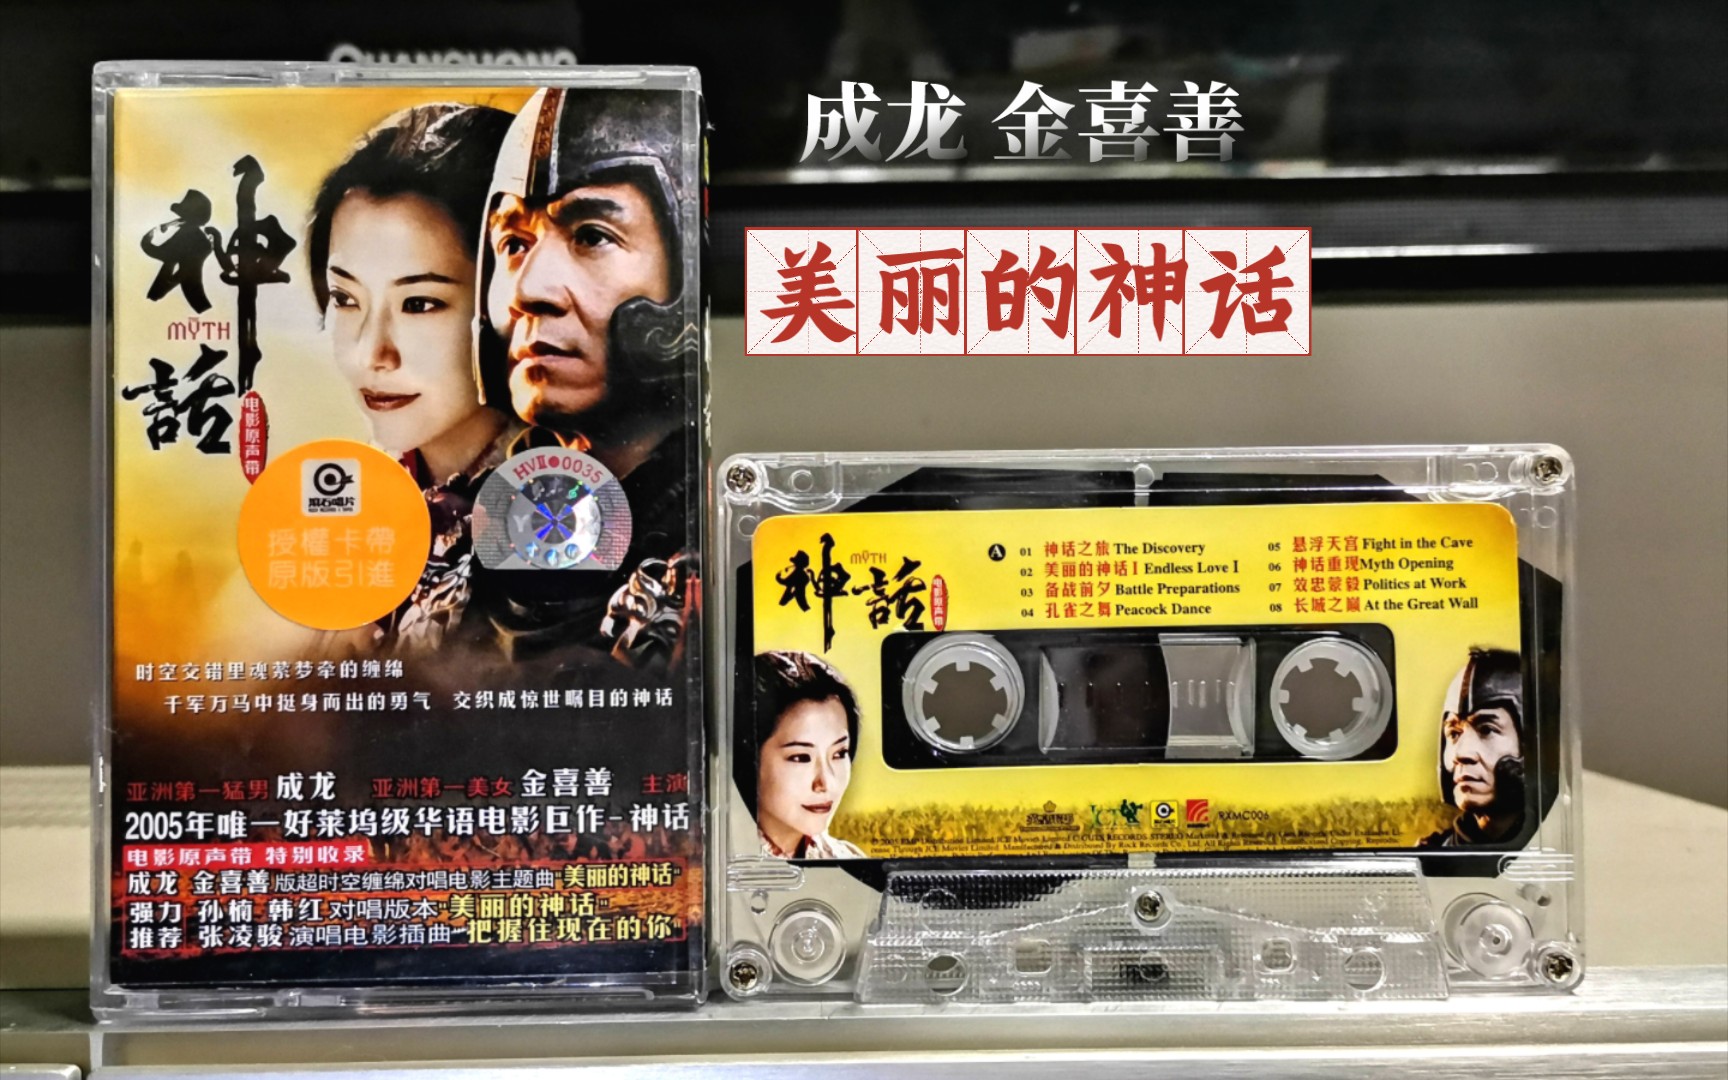 CHANGHONG
成龙 金喜善
美丽的神话
神話
THE MYTH
电影原声带
HVⅡ●0035
滾石唱片
授權卡帶
原版引進
时空交错里魂萦梦牵的缠绵
千军万马中挺身而出的勇气 交织成惊世瞩目的神话
亚洲第一猛男 成龙 亚洲第一美女 金喜善 主演
2005年唯一好莱坞级华语电影巨作-神话
电影原声带 特别收录
成龙 金喜善版超时空缠绵对唱电影主题曲"美丽的神话"
强力 孙楠 韩红 对唱版本"美丽的神话"
推荐 张凌骏 演唱电影插曲"把握住现在的你"
神話
MYTH
电影原声带
A
01 神话之旅 The Discovery
02 美丽的神话 I Endless Love I
03 备战前夕 Battle Preparations
04 孔雀之舞 Peacock Dance
05 悬浮天宫 Fight in the Cave
06 神话重现 Myth Opening
07 效忠蒙毅 Politics at Work
08 长城之巅 At the Great Wall
RXMC006